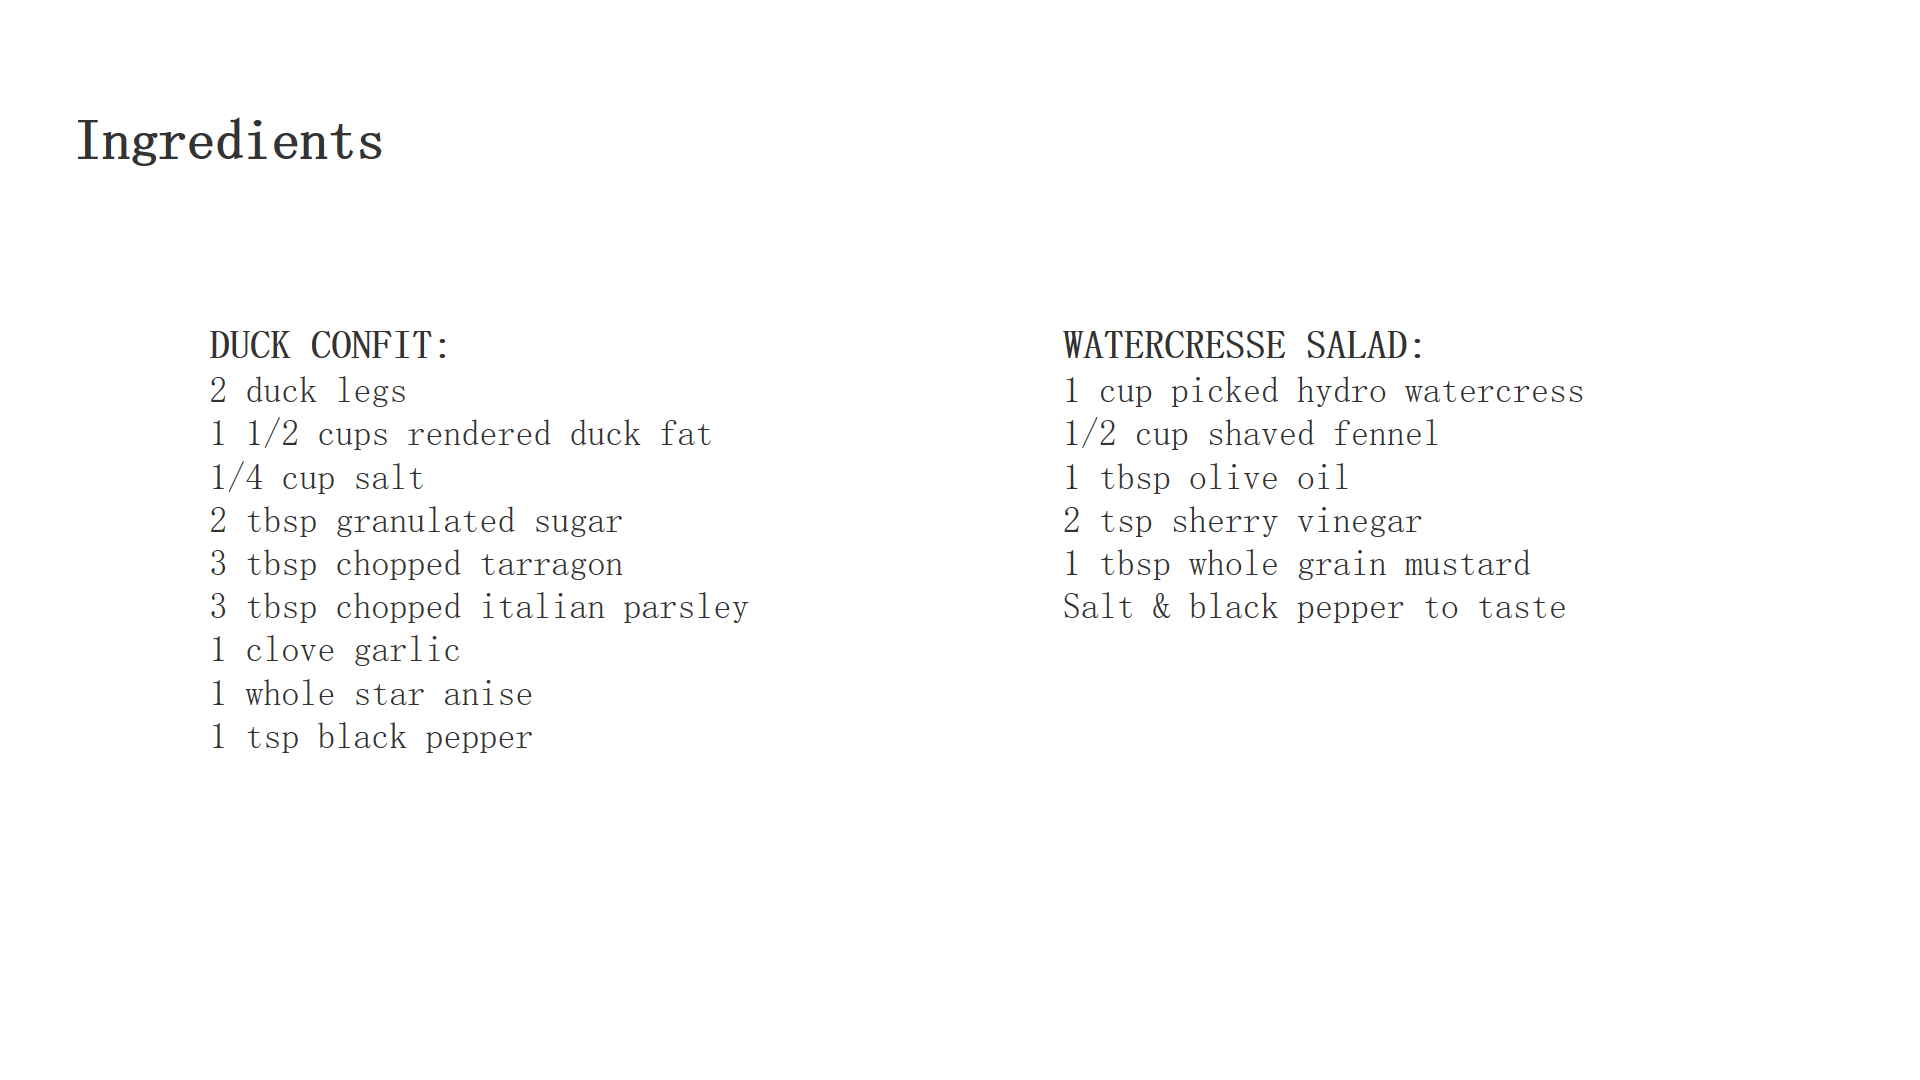 Ingredients
DUCK CONFIT:
2 duck legs
1 1/2 cups rendered duck fat
1/4 cup salt
2 tbsp granulated sugar
3 tbsp chopped tarragon
3 tbsp chopped italian parsley
1 clove garlic
1 whole star anise
1 tsp black pepper
WATERCRESSE SALAD:
1 cup picked hydro watercress
1/2 cup shaved fennel
1 tbsp olive oil
2 tsp sherry vinegar
1 tbsp whole grain mustard
Salt & black pepper to taste